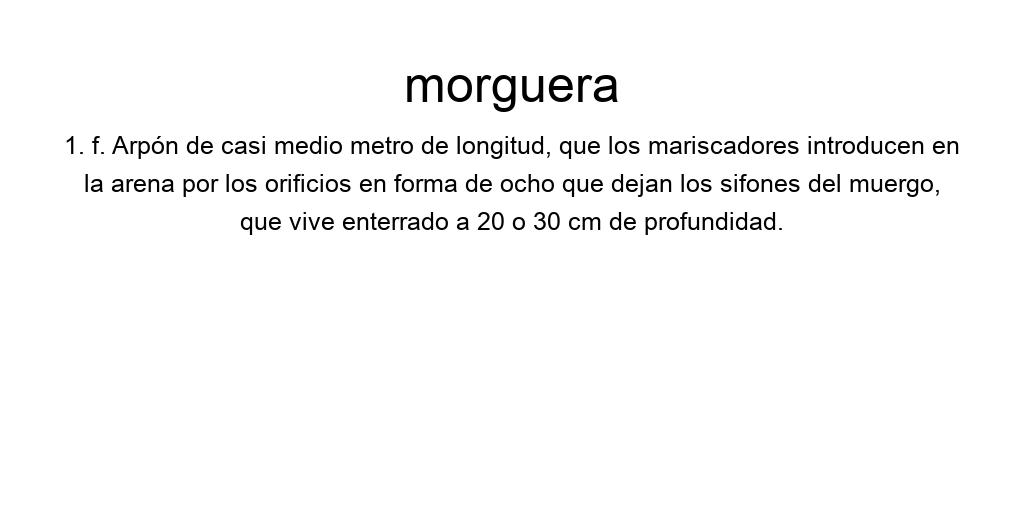 morguera
1. f. Arpón de casi medio metro de longitud, que los mariscadores introducen en
la arena por los orificios en forma de ocho que dejan los sifones del muergo,
que vive enterrado a 20 o 30 cm de profundidad.